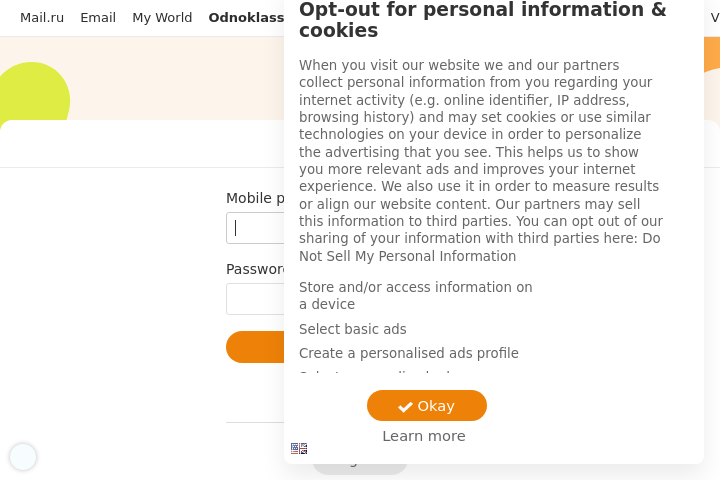 Mail.ru Email My World Odnoklass
Opt-out for personal information &
cookies
When you visit our website we and our partners
collect personal information from you regarding your
internet activity (e.g. online identifier, IP address,
browsing history) and may set cookies or use similar
technologies on your device in order to personalize
the advertising that you see. This helps us to show
you more relevant ads and improves your internet
experience. We also use it in order to measure results
or align our website content. Our partners may sell
this information to third parties. You can opt out of our
sharing of your information with third parties here: Do
Not Sell My Personal Information
Mobile p
Password
Store and/or access information on
a device
Select basic ads
Create a personalised ads profile
Okay
Learn more